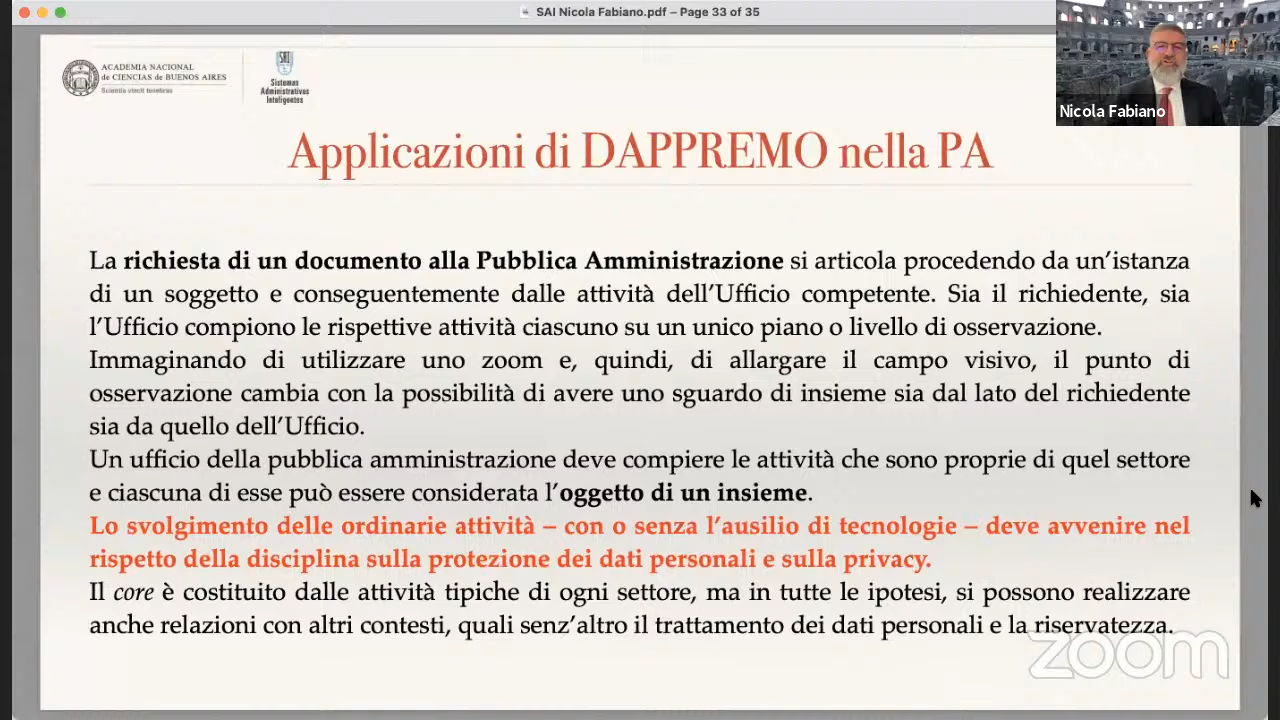 SAI Nicola Fabiano.pdf – Page 33 of 35
ACADEMIA NACIONAL
de CIENCIAS de BUENOS AIRES
Scientia vincit tenebras
SAI
Sistemas
Administrativos
Inteligentes
Nicola Fabiano
Applicazioni di DAPPREMO nella PA
La richiesta di un documento alla Pubblica Amministrazione si articola procedendo da un’istanza
di un soggetto e conseguentemente dalle attività dell’Ufficio competente. Sia il richiedente, sia
l’Ufficio compiono le rispettive attività ciascuno su un unico piano o livello di osservazione.
Immaginando di utilizzare uno zoom e, quindi, di allargare il campo visivo, il punto di
osservazione cambia con la possibilità di avere uno sguardo di insieme sia dal lato del richiedente
sia da quello dell’Ufficio.
Un ufficio della pubblica amministrazione deve compiere le attività che sono proprie di quel settore
e ciascuna di esse può essere considerata l’oggetto di un insieme.
Lo svolgimento delle ordinarie attività – con o senza l’ausilio di tecnologie – deve avvenire nel
rispetto della disciplina sulla protezione dei dati personali e sulla privacy.
Il core è costituito dalle attività tipiche di ogni settore, ma in tutte le ipotesi, si possono realizzare
anche relazioni con altri contesti, quali senz’altro il trattamento dei dati personali e la riservatezza.
zoom